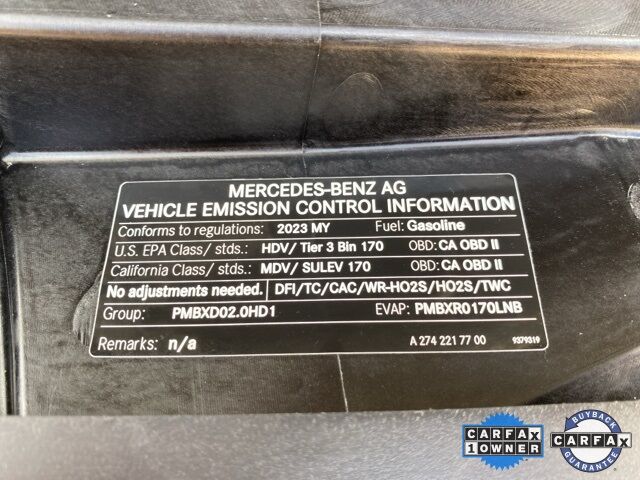 MERCEDES-BENZ AG
VEHICLE EMISSION CONTROL INFORMATION
Conforms to regulations: 2023 MY Fuel: Gasoline
U.S. EPA Class/ stds.: HDV/ Tier 3 Bin 170 OBD: CA OBD II
California Class/ stds.: MDV/ SULEV 170 OBD: CA OBD II
No adjustments needed. DFI/TC/CAC/WR-HO2S/HO2S/TWC
Group: PMBXD02.0HD1 EVAP: PMBXR0170LNB
Remarks: n/a A 274 221 77 00 9379319
CARFAX
1 OWNER
BUYBACK
CARFAX
GUARANTEE